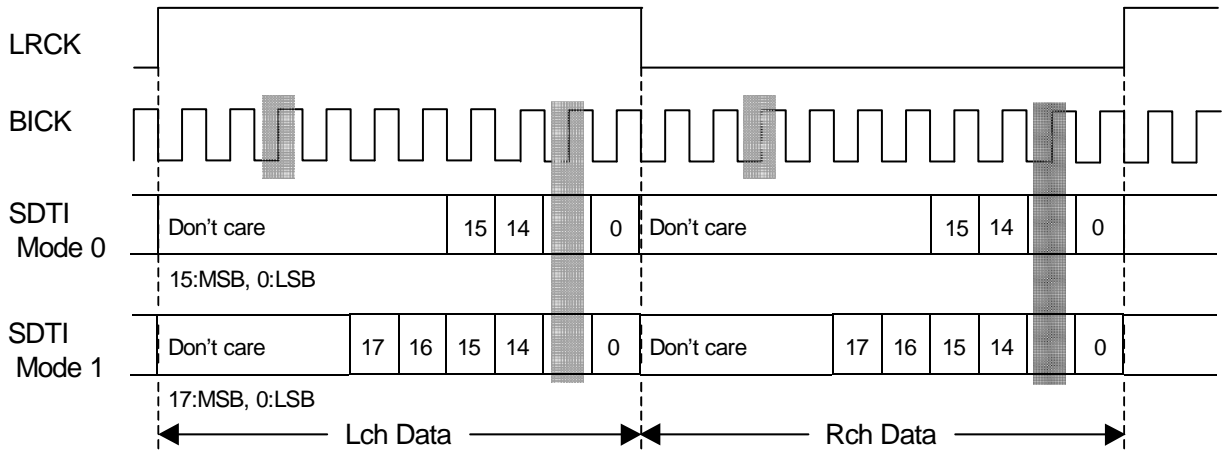 LRCK
BICK
SDTI
Mode 0
Don't care 15 14 0 Don't care 15 14 0
15:MSB, 0:LSB
SDTI
Mode 1
Don't care 17 16 15 14 0 Don't care 17 16 15 14 0
17:MSB, 0:LSB
Lch Data Rch Data